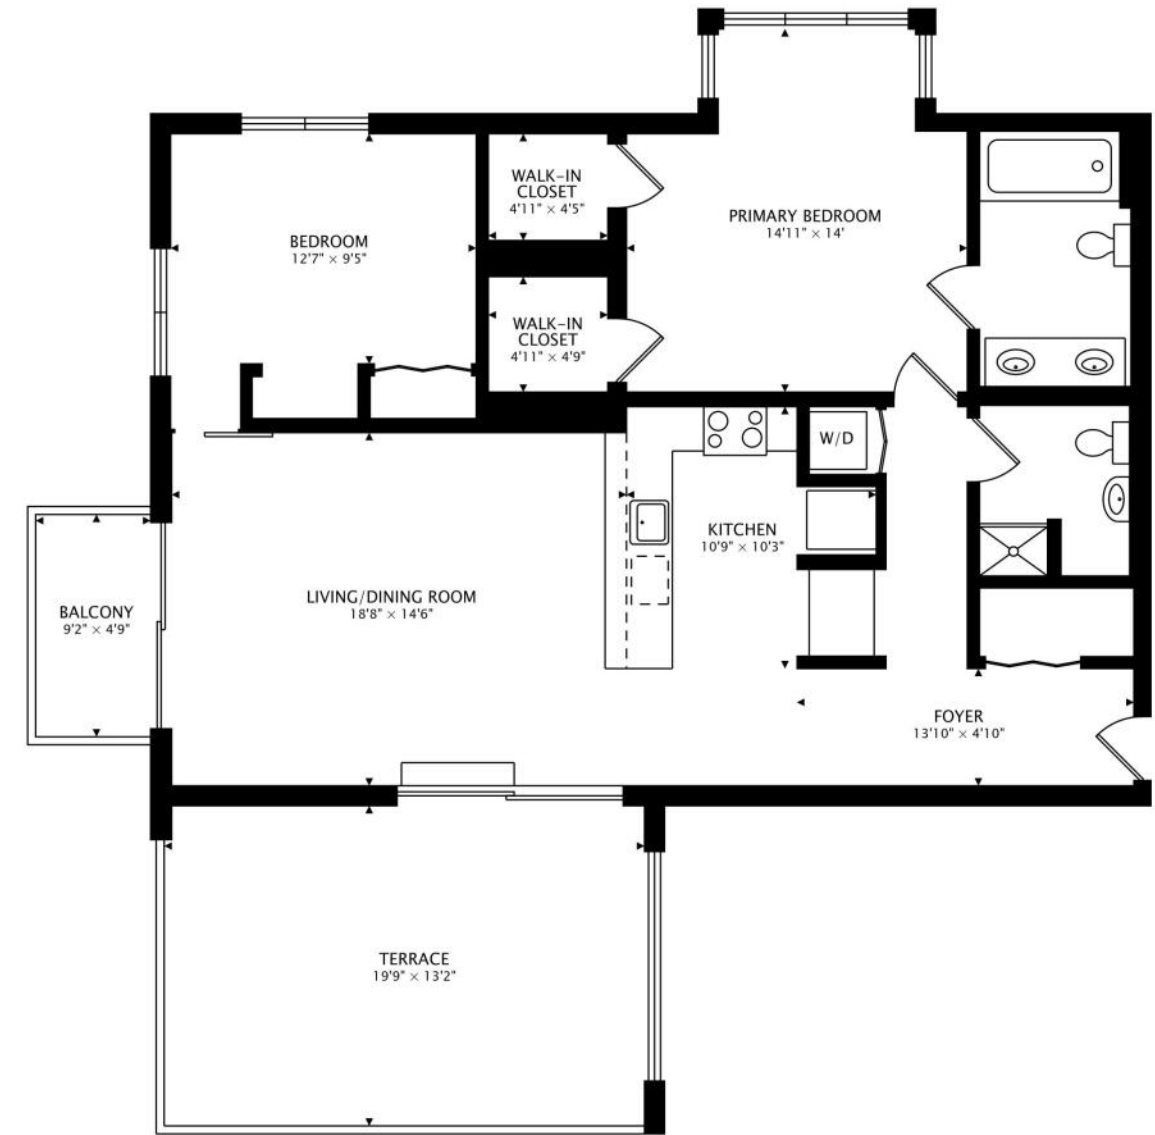 WALK-IN
CLOSET
4'11" × 4'5"
PRIMARY BEDROOM
14'11" × 14'
BEDROOM
12'7" × 9'5"
WALK-IN
CLOSET
4'11" × 4'9"
W/D
KITCHEN
10'9" × 10'3"
LIVING/DINING ROOM
18'8" × 14'6"
BALCONY
9'2" × 4'9"
FOYER
13'10" × 4'10"
TERRACE
19'9" × 13'2"